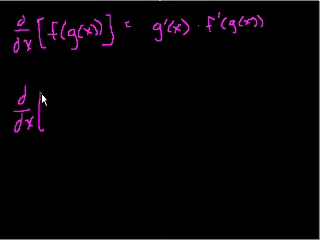 d/dx [f(g(x))] = g'(x) · f'(g(x))
d/dx [